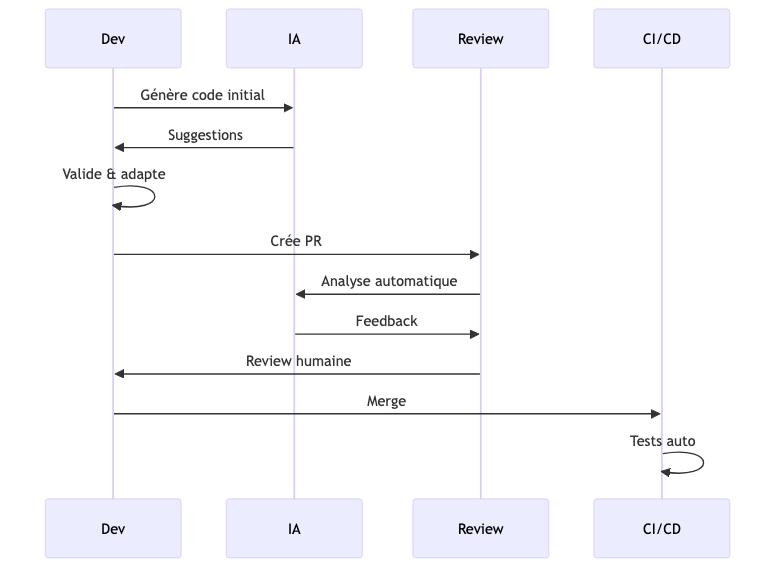 Dev
IA
Review
CI/CD
Génère code initial
Suggestions
Valide & adapte
Crée PR
Analyse automatique
Feedback
Review humaine
Merge
Tests auto
Dev
IA
Review
CI/CD